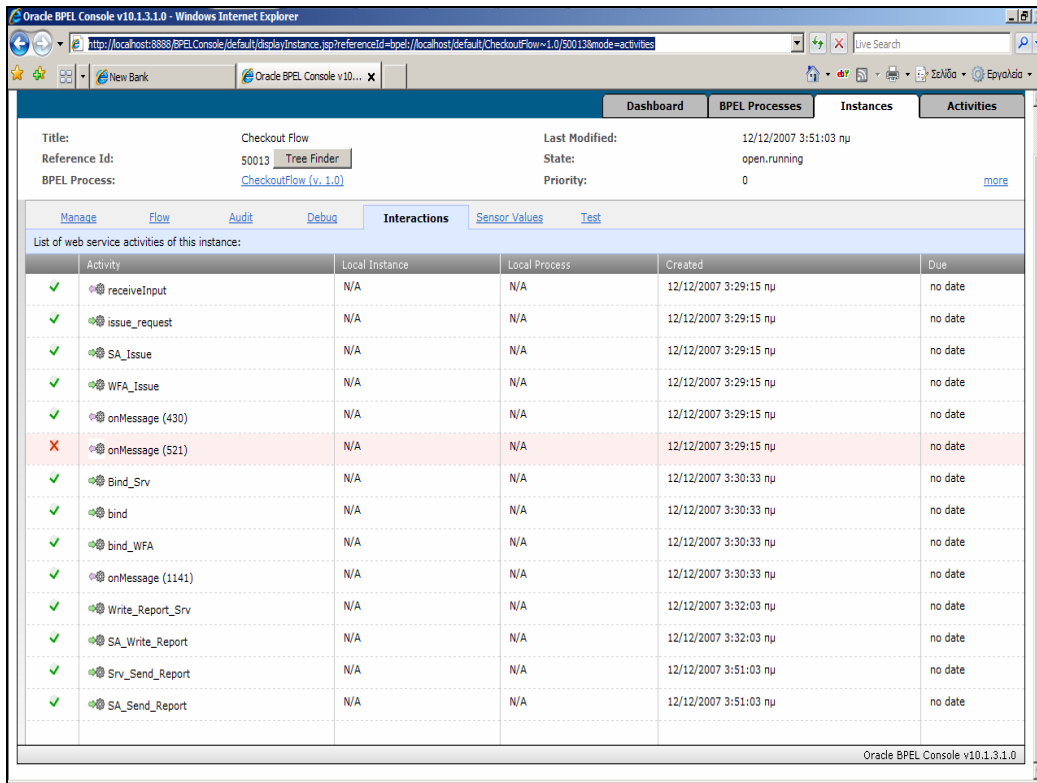 Oracle BPEL Console v10.1.3.1.0 - Windows Internet Explorer
http://localhost:8888/BPELConsole/default/displayInstance.jsp?referenceId=bpel://localhost/default/CheckoutFlow~1.0/50013&mode=activities
Live Search
New Bank
Oracle BPEL Console v10... X
Σελίδα
Εργαλεία
Dashboard BPEL Processes Instances Activities
Title: Checkout Flow Last Modified: 12/12/2007 3:51:03 πμ
Reference Id: 50013 Tree Finder State: open.running
BPEL Process: CheckoutFlow (v. 1.0) Priority: 0 more
Manage Flow Audit Debug Interactions Sensor Values Test
List of web service activities of this instance:
Activity Local Instance Local Process Created Due
receiveInput N/A N/A 12/12/2007 3:29:15 πμ no date
issue_request N/A N/A 12/12/2007 3:29:15 πμ no date
SA_Issue N/A N/A 12/12/2007 3:29:15 πμ no date
WFA_Issue N/A N/A 12/12/2007 3:29:15 πμ no date
onMessage (430) N/A N/A 12/12/2007 3:29:15 πμ no date
onMessage (521) N/A N/A 12/12/2007 3:29:15 πμ no date
Bind_Srv N/A N/A 12/12/2007 3:30:33 πμ no date
bind N/A N/A 12/12/2007 3:30:33 πμ no date
bind_WFA N/A N/A 12/12/2007 3:30:33 πμ no date
onMessage (1141) N/A N/A 12/12/2007 3:30:33 πμ no date
Write_Report_Srv N/A N/A 12/12/2007 3:32:03 πμ no date
SA_Write_Report N/A N/A 12/12/2007 3:32:03 πμ no date
Srv_Send_Report N/A N/A 12/12/2007 3:51:03 πμ no date
SA_Send_Report N/A N/A 12/12/2007 3:51:03 πμ no date
Oracle BPEL Console v10.1.3.1.0